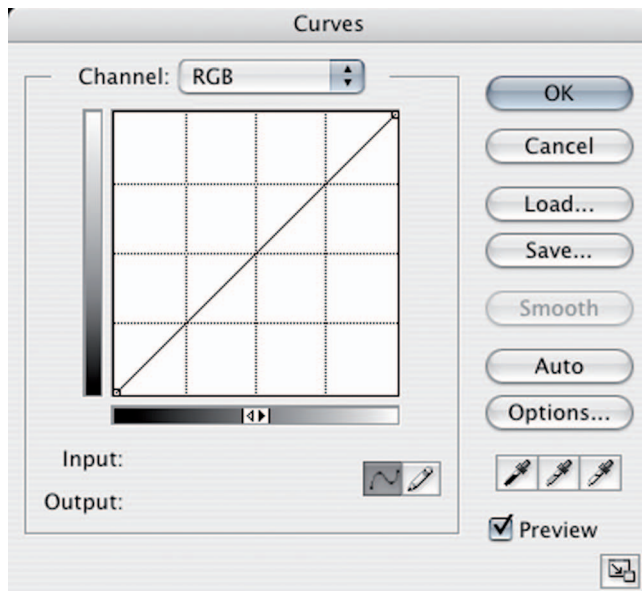 Curves
Channel: RGB
OK
Cancel
Load...
Save...
Smooth
Auto
Options...
Input:
Output:
Preview